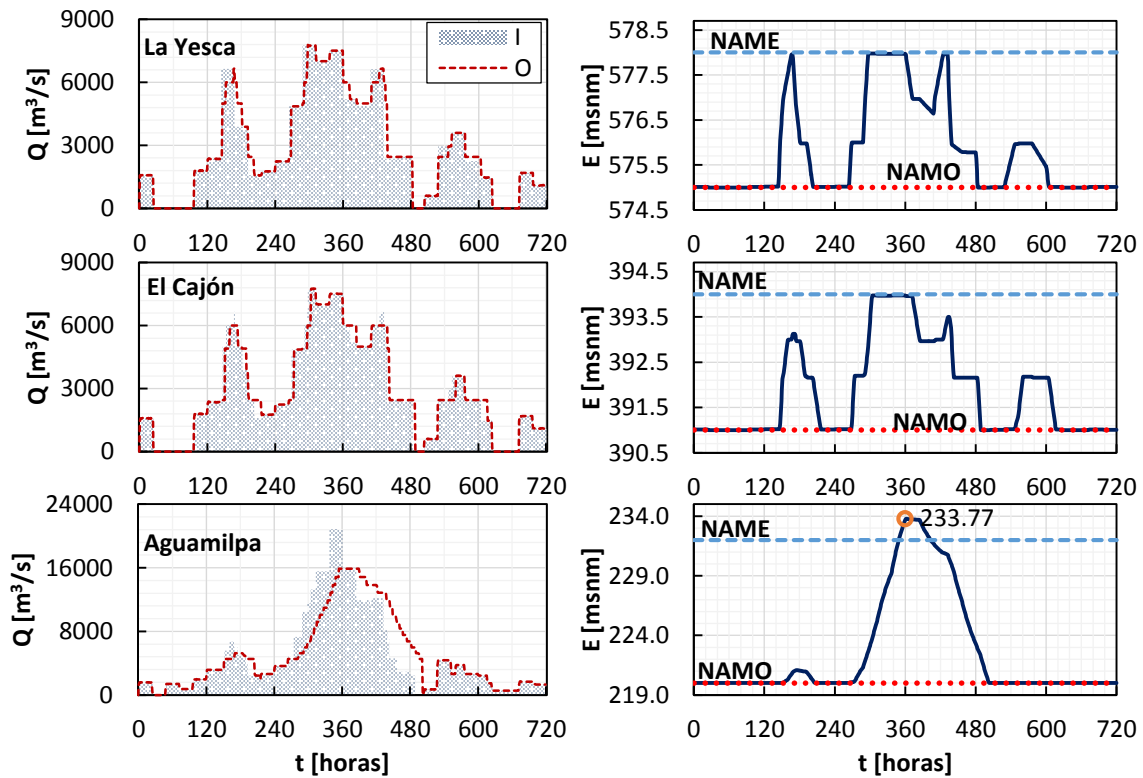 9000
6000
3000
0
Q [m³/s]
La Yesca
I
O
0 120 240 360 480 600 720
578.5
576.5
574.5
E [msnm]
NAME
NAMO
0 120 240 360 480 600 720
9000
6000
3000
0
Q [m³/s]
El Cajón
0 120 240 360 480 600 720
394.5
393.5
392.5
391.5
390.5
E [msnm]
NAME
NAMO
0 120 240 360 480 600 720
24000
16000
8000
0
Q [m³/s]
Aguamilpa
0 120 240 360 480 600 720
t [horas]
234.0
229.0
224.0
219.0
E [msnm]
233.77
NAME
NAMO
0 120 240 360 480 600 720
t [horas]